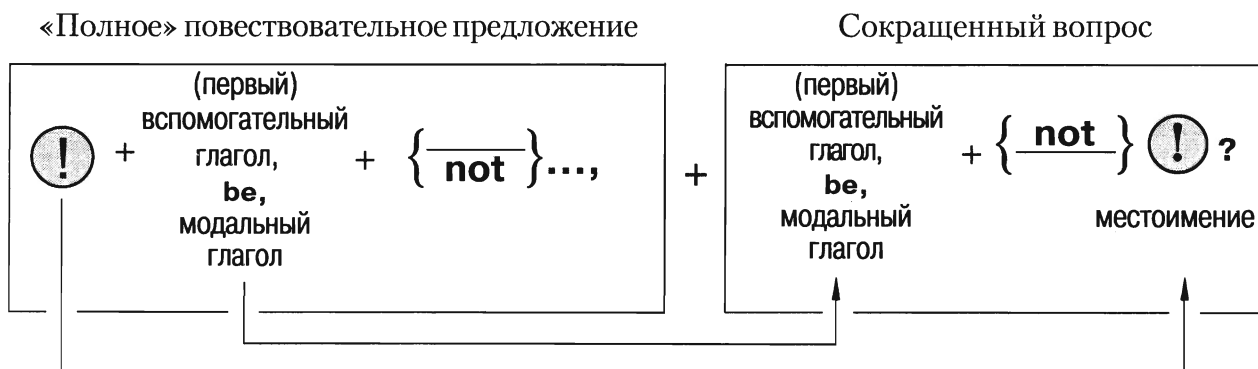 «Полное» повествовательное предложение
Сокращенный вопрос
(первый)
вспомогательный
глагол,
be,
модальный
глагол
! + + { not }...,
+
(первый)
вспомогательный
глагол,
be,
модальный
глагол
+ { not } ! ?
местоимение